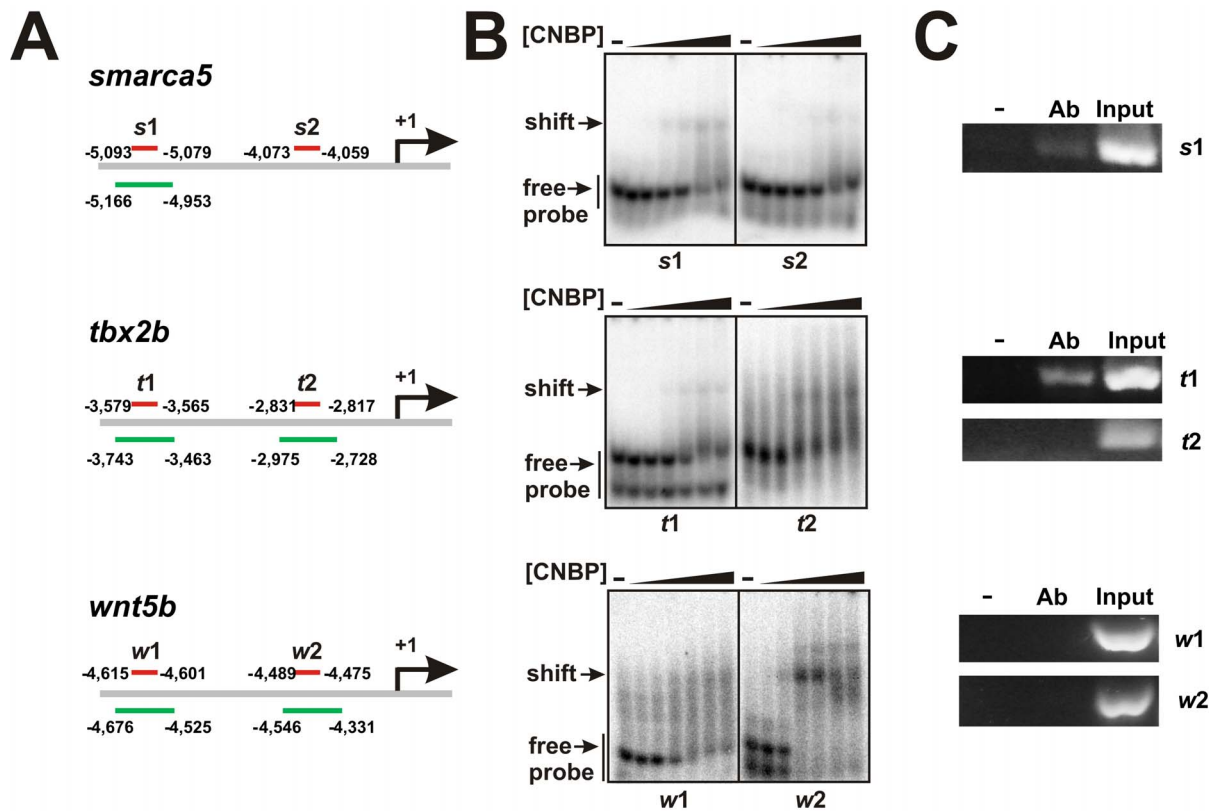 A
smarca5
s1
s2
+1
-5,093
-5,079
-4,073
-4,059
-5,166
-4,953
tbx2b
t1
t2
+1
-3,579
-3,565
-2,831
-2,817
-3,743
-3,463
-2,975
-2,728
wnt5b
w1
w2
+1
-4,615
-4,601
-4,489
-4,475
-4,676
-4,525
-4,546
-4,331
B
[CNBP] – –
shift
free
probe
s1 s2
[CNBP] – –
shift
free
probe
t1 t2
[CNBP] – –
shift
free
probe
w1 w2
C
- Ab Input
s1
- Ab Input
t1
t2
- Ab Input
w1
w2